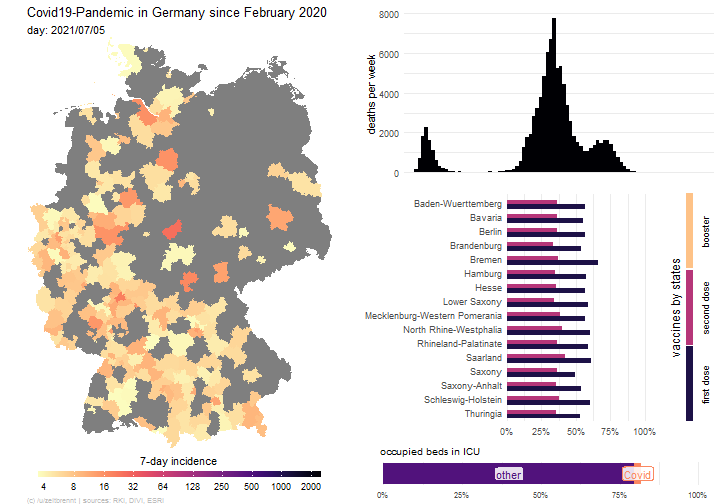 Covid19-Pandemic in Germany since February 2020
day: 2021/07/05
7-day incidence
4 8 16 32 64 125 250 500 1000 2000
(c) /u/zeitbrennt | sources: RKI, DIVI, ESRI
deaths per week
8000
6000
4000
2000
0
Baden-Wuerttemberg
Bavaria
Berlin
Brandenburg
Bremen
Hamburg
Hesse
Lower Saxony
Mecklenburg-Western Pomerania
North Rhine-Westphalia
Rhineland-Palatinate
Saarland
Saxony
Saxony-Anhalt
Schleswig-Holstein
Thuringia
0% 25% 50% 75% 100%
vaccines by states
booster
second dose
first dose
occupied beds in ICU
other Covid
0% 25% 50% 75% 100%